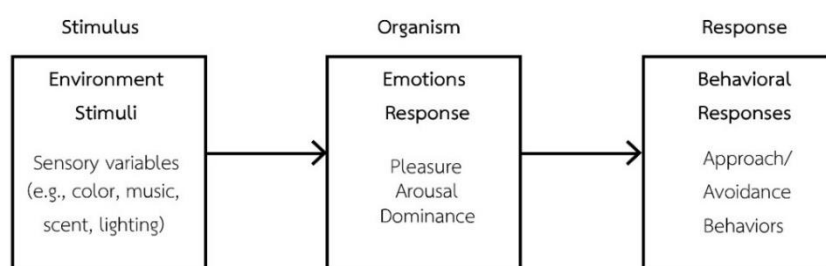 Stimulus
Organism
Response
Environment
Stimuli
Sensory variables
(e.g., color, music,
scent, lighting)
Emotions
Response
Pleasure
Arousal
Dominance
Behavioral
Responses
Approach/
Avoidance
Behaviors